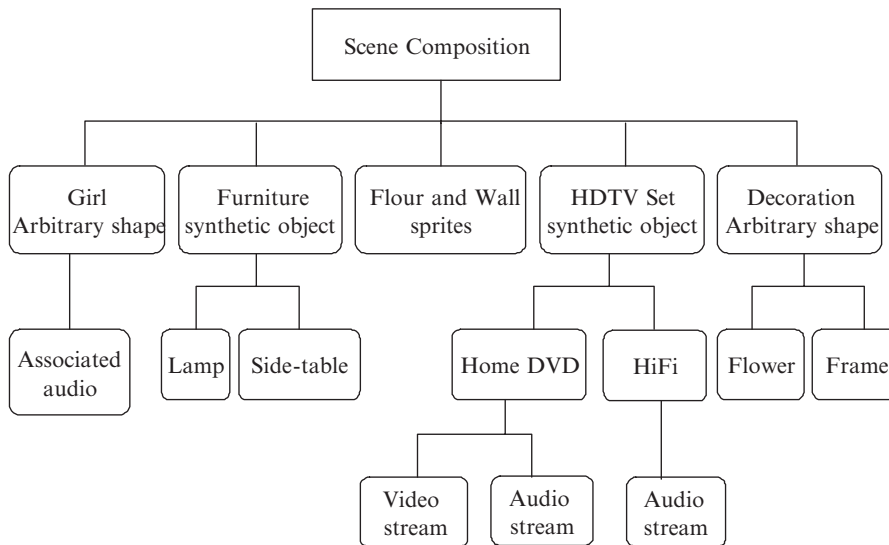 Scene Composition
Girl
Arbitrary shape
Furniture
synthetic object
Flour and Wall
sprites
HDTV Set
synthetic object
Decoration
Arbitrary shape
Associated
audio
Lamp
Side-table
Home DVD
HiFi
Flower
Frame
Video
stream
Audio
stream
Audio
stream